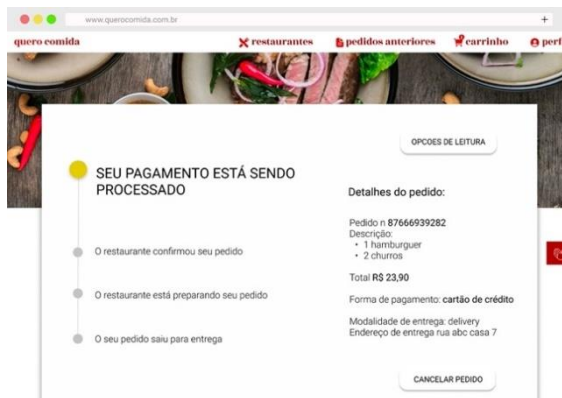 www.querocomida.com.br
+
quero comida
restaurantes
pedidos anteriores
carrinho
perf
OPCOES DE LEITURA
SEU PAGAMENTO ESTÁ SENDO
PROCESSADO
O restaurante confirmou seu pedido
O restaurante está preparando seu pedido
O seu pedido saiu para entrega
Detalhes do pedido:
Pedido n 87666939282
Descrição:
• 1 hamburguer
• 2 churros
Total R$ 23,90
Forma de pagamento: cartão de crédito
Modalidade de entrega: delivery
Endereço de entrega rua abc casa 7
CANCELAR PEDIDO